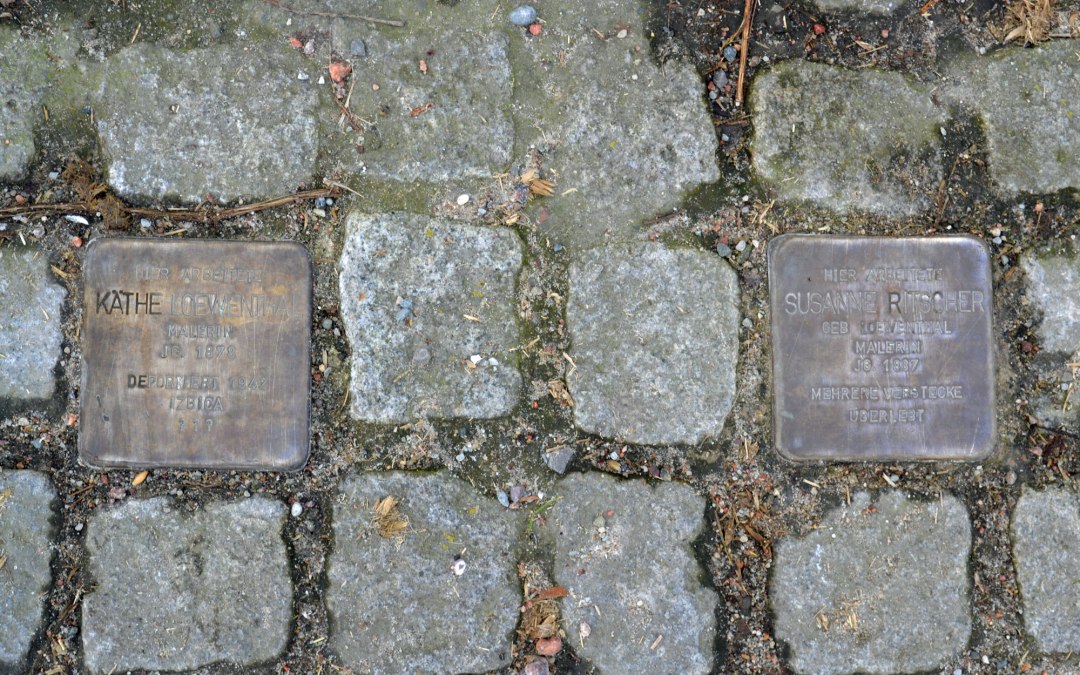 HIER ARBEITETE
KÄTHE LOEWENTHAL
MALERIN
JG. 1878
DEPORTIERT 1942
IZBICA
???
HIER ARBEITETE
SUSANNE RITSCHER
GEB. LOEWENTHAL
MALERIN
JG. 1897
MEHRERE VERSTECKE
ÜBERLEBT